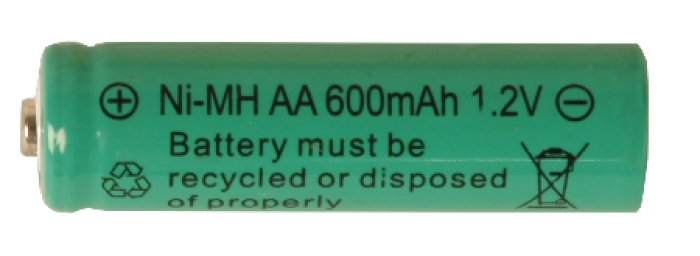 ⊕ Ni-MH AA 600mAh 1.2V ⊖
Battery must be
recycled or disposed
of properly